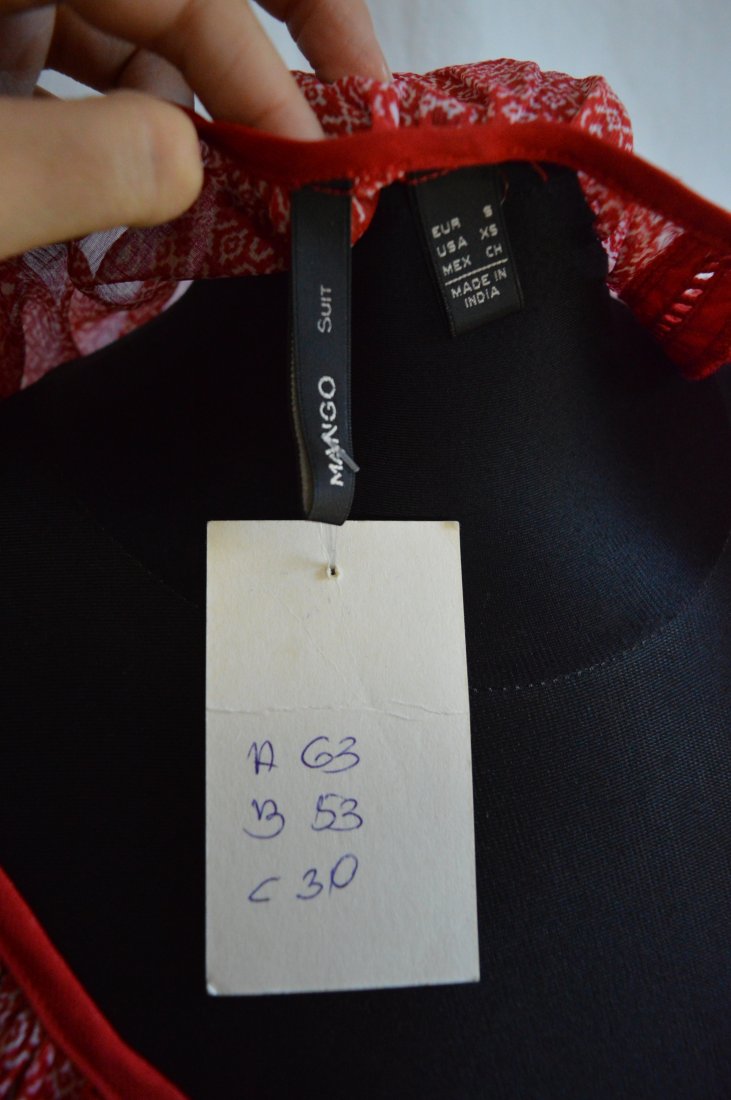 EUR S
USA XS
MEX CH
MADE IN
INDIA
MANGO SUIT
A 63
B 53
C 30